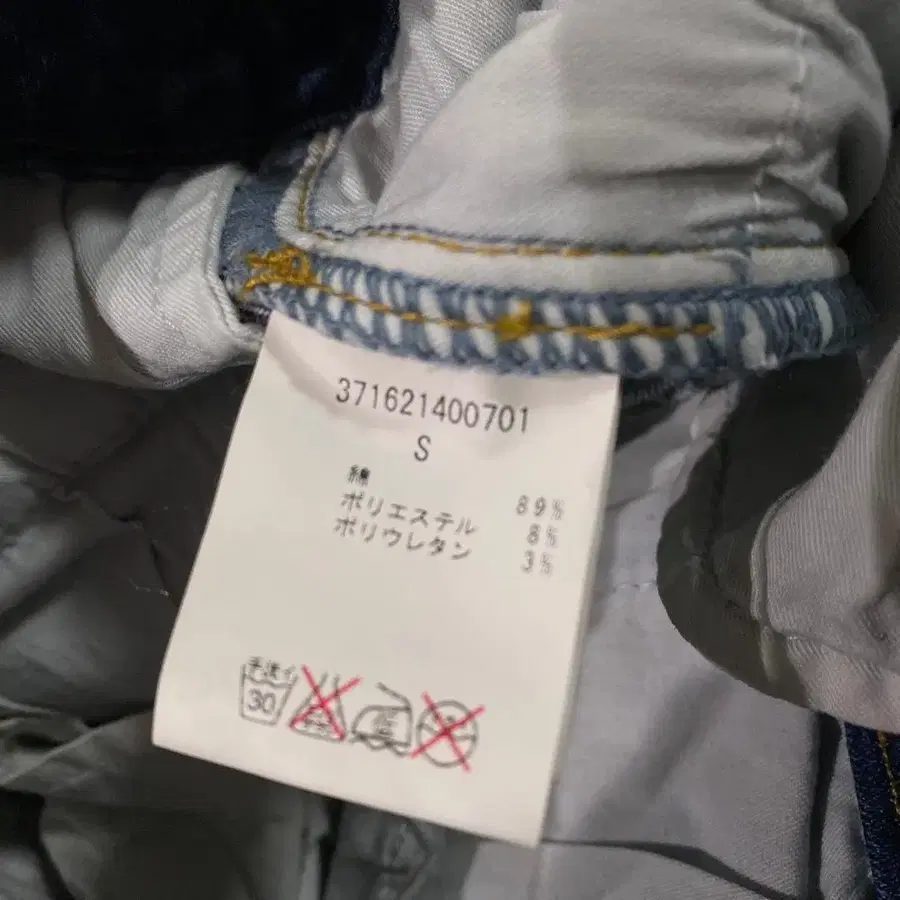 371621400701
S
綿 89%
ポリエステル 8%
ポリウレタン 3%
手洗イ
30